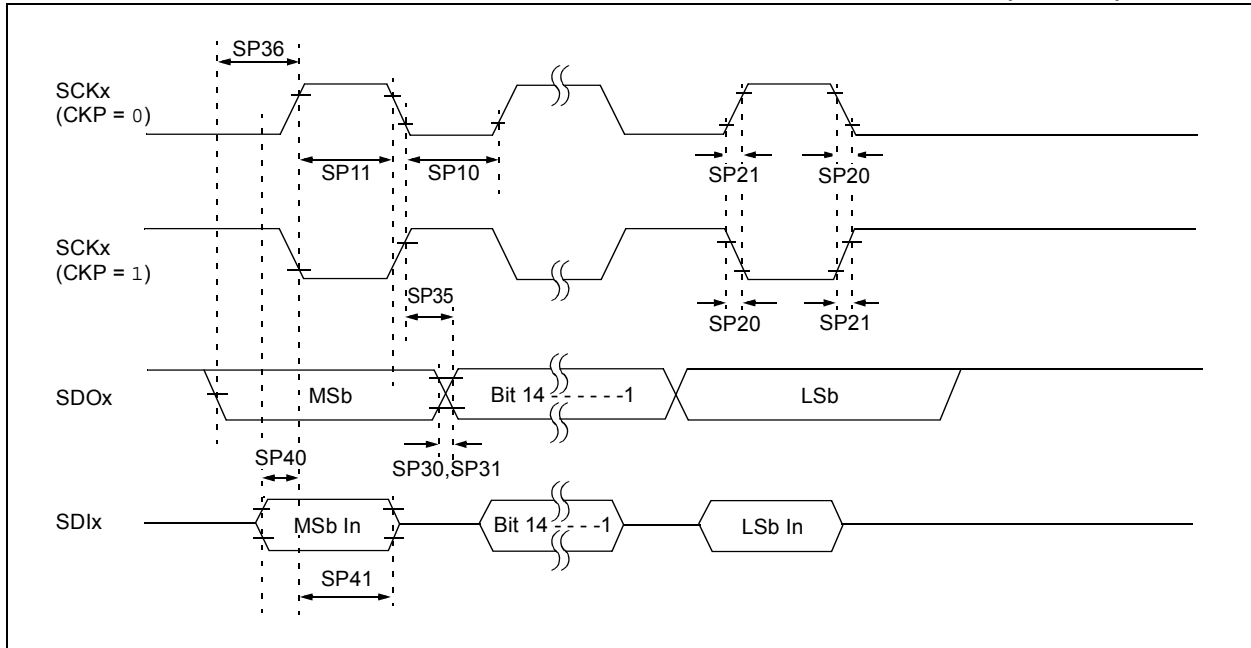 SP36
SCKx
(CKP = 0)
SP11
SP10
SP21
SP20
SCKx
(CKP = 1)
SP35
SP20
SP21
SDOx
MSb
Bit 14 - - - - - -1
LSb
SP40
SP30,SP31
SDIx
MSb In
Bit 14 - - - -1
LSb In
SP41